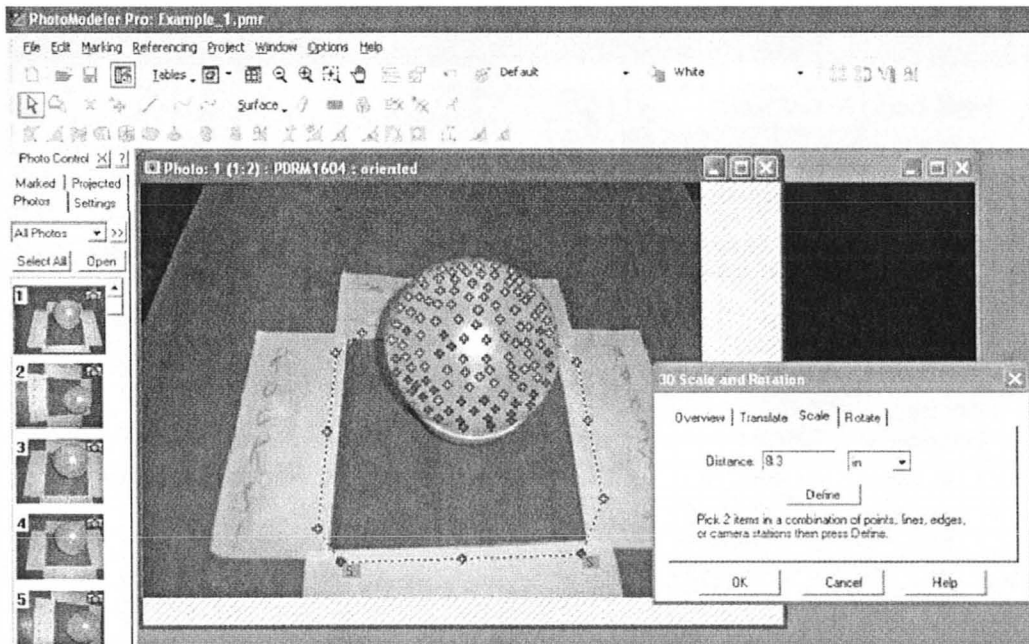 PhotoModeler Pro: Example_1.pmr
File Edit Marking Referencing Project Window Options Help
Tables Default White
Surface
Photo Control X ?
Marked Projected
Photos Settings
All Photos >>
Select All Open
Photo: 1 (1:2) : PDRM1604 : oriented
1
2
3
4
5
S
S
3D Scale and Rotation
Overview Translate Scale Rotate
Distance: 8.3 in
Define
Pick 2 items in a combination of points, lines, edges,
or camera stations then press Define.
OK Cancel Help